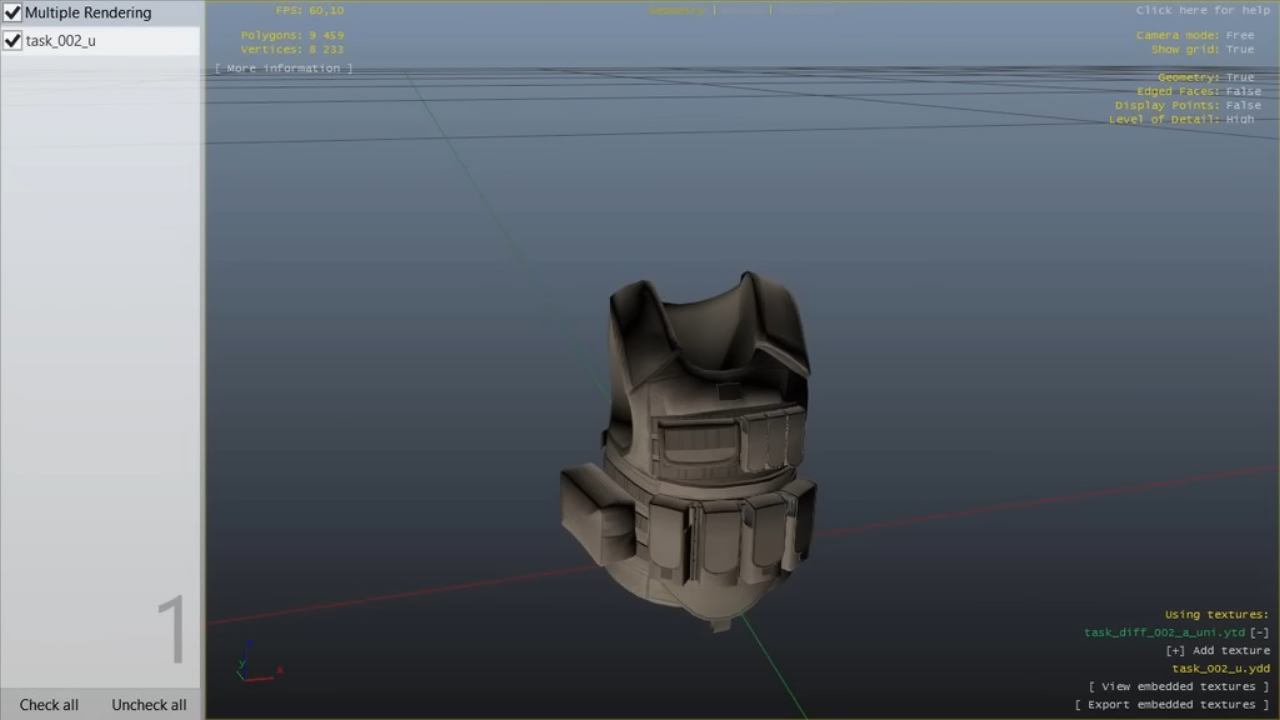 Multiple Rendering
task_002_u
1
Check all Uncheck all
FPS: 60,10
Polygons: 9 459
Vertices: 8 233
[ More information ]
Geometry |
|
Click here for help
Camera mode: Free
Show grid: True
Geometry: True
Edged Faces: False
Display Points: False
Level of Detail: High
z
y
x
Using textures:
task_diff_002_a_uni.ytd [-]
[+] Add texture
task_002_u.ydd
[ View embedded textures ]
[ Export embedded textures ]